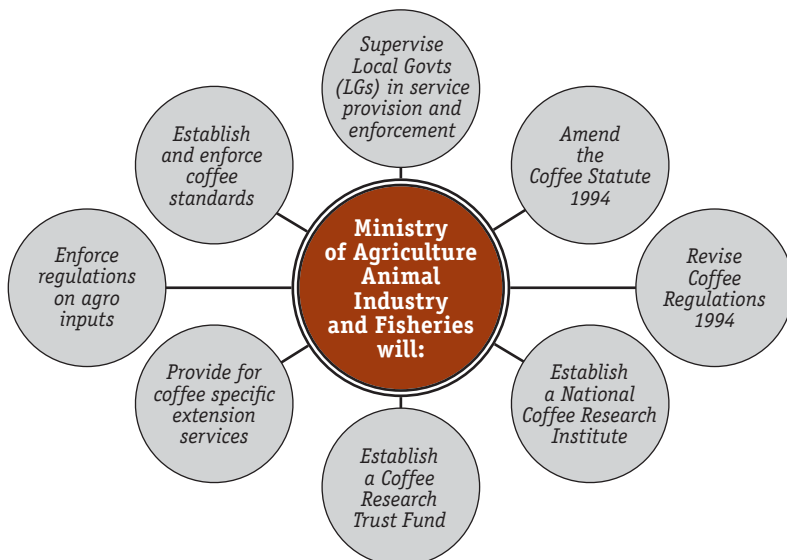 Supervise
Local Govts
(LGs) in service
provision and
enforcement
Establish
and enforce
coffee
standards
Amend
the
Coffee Statute
1994
Enforce
regulations
on agro
inputs
Ministry
of Agriculture
Animal
Industry
and Fisheries
will:
Revise
Coffee
Regulations
1994
Provide for
coffee specific
extension
services
Establish
a National
Coffee Research
Institute
Establish
a Coffee
Research
Trust Fund